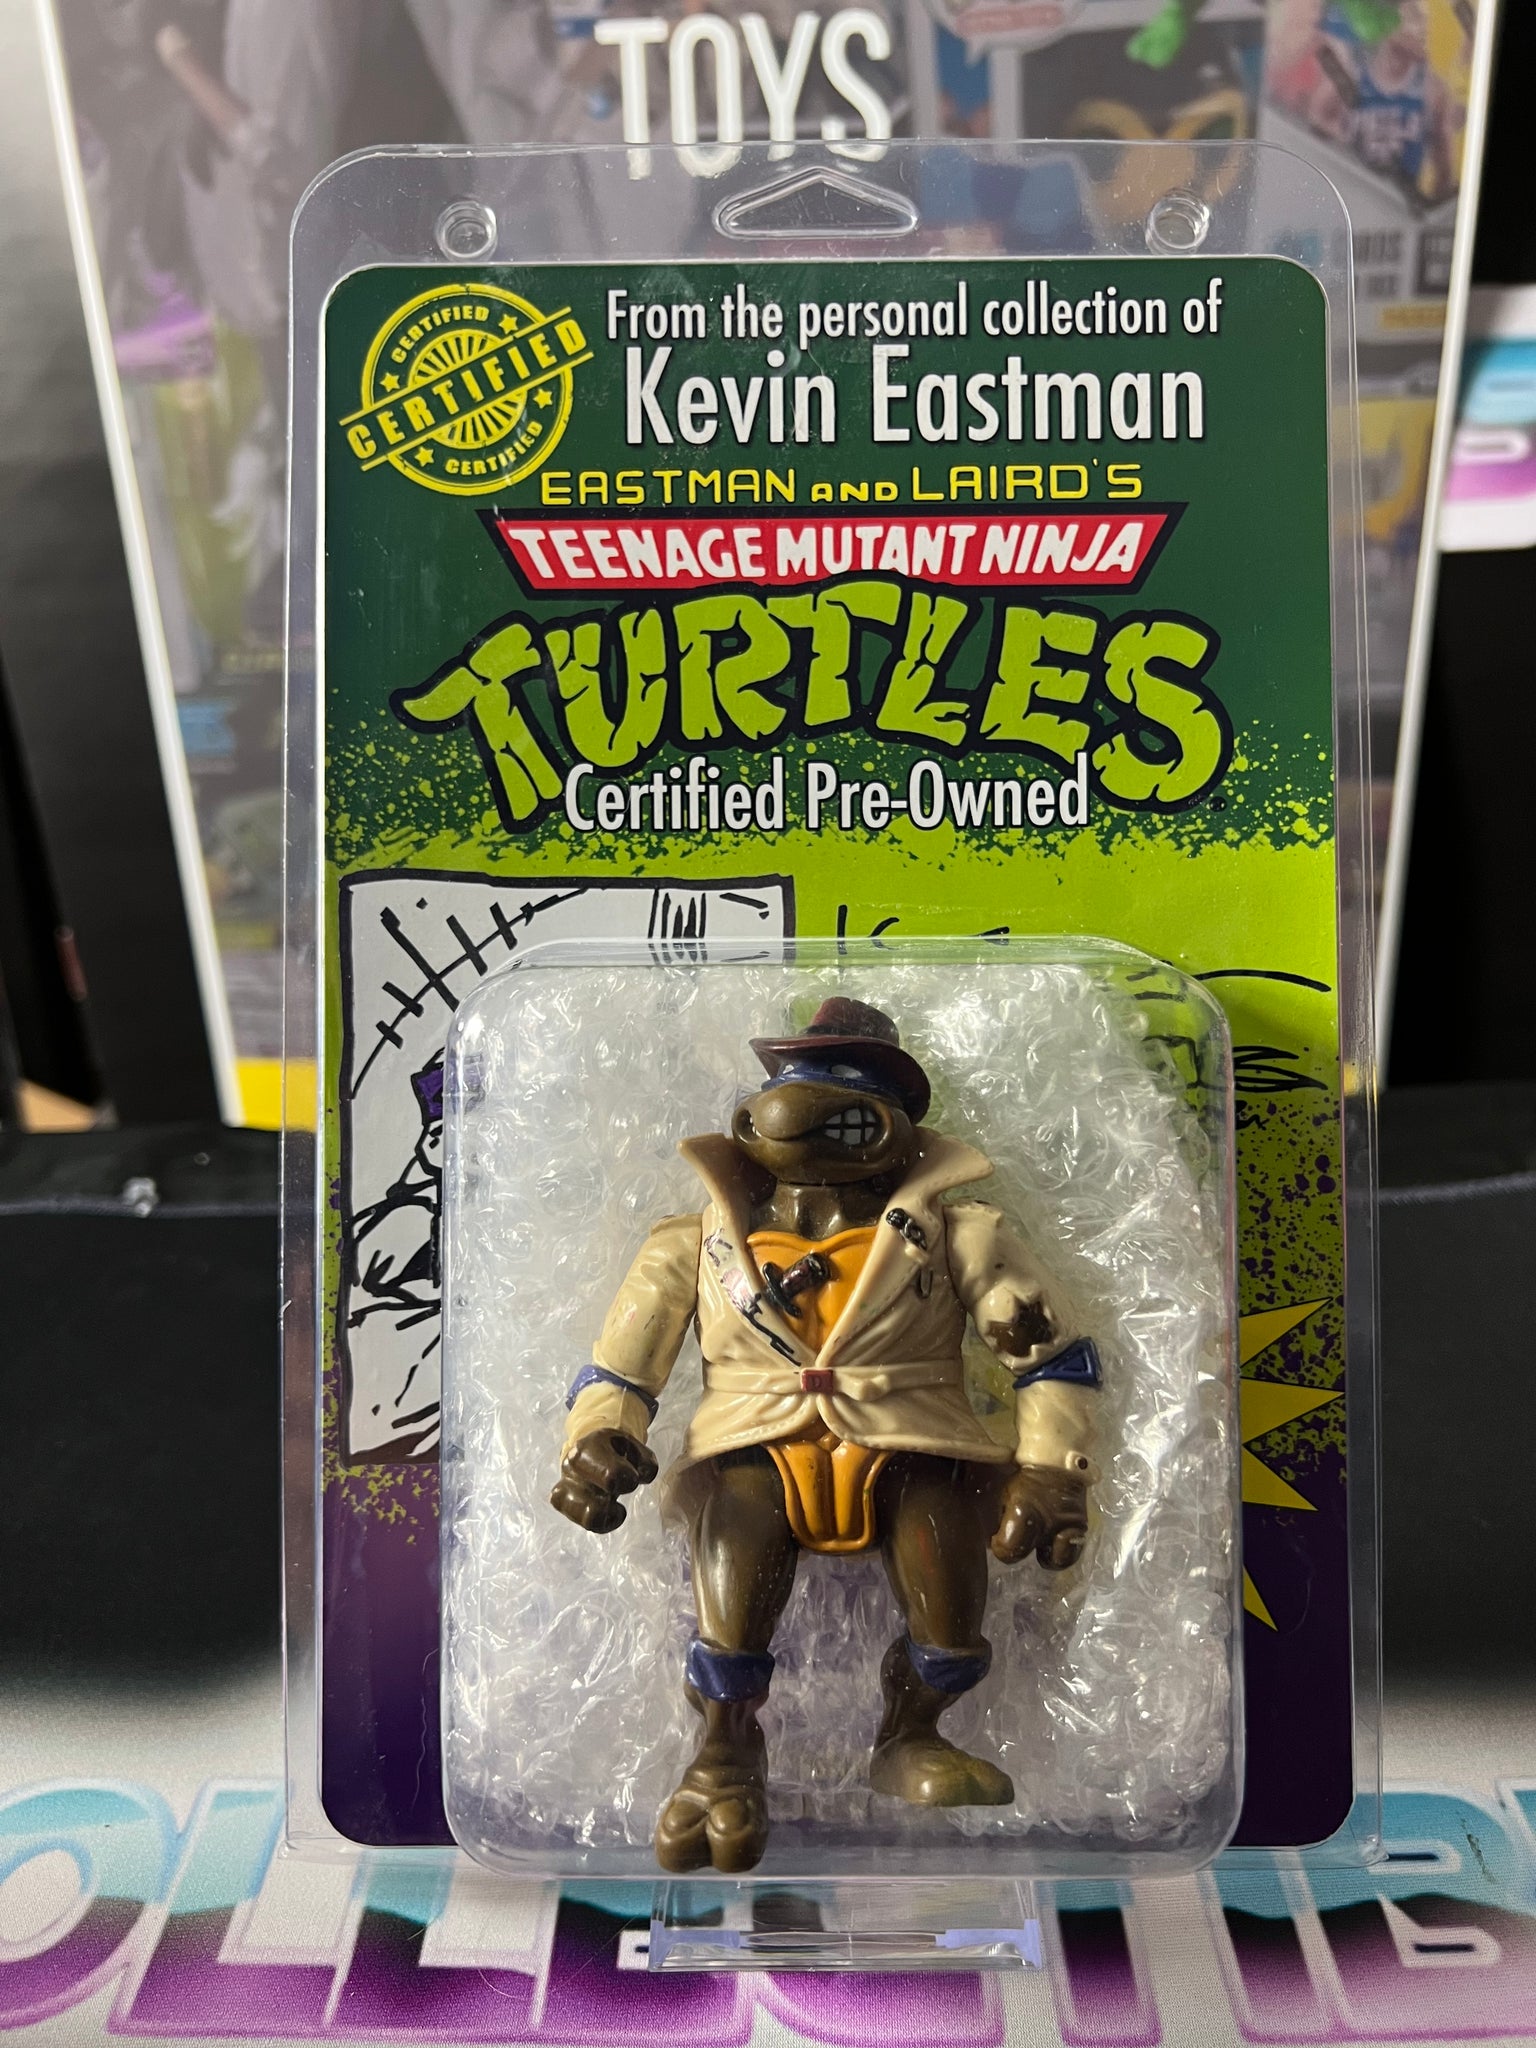 TOYS
CERTIFIED
CERTIFIED
CERTIFIED
From the personal collection of
Kevin Eastman
EASTMAN AND LAIRD'S
TEENAGE MUTANT NINJA
TURTLES
Certified Pre-Owned
D